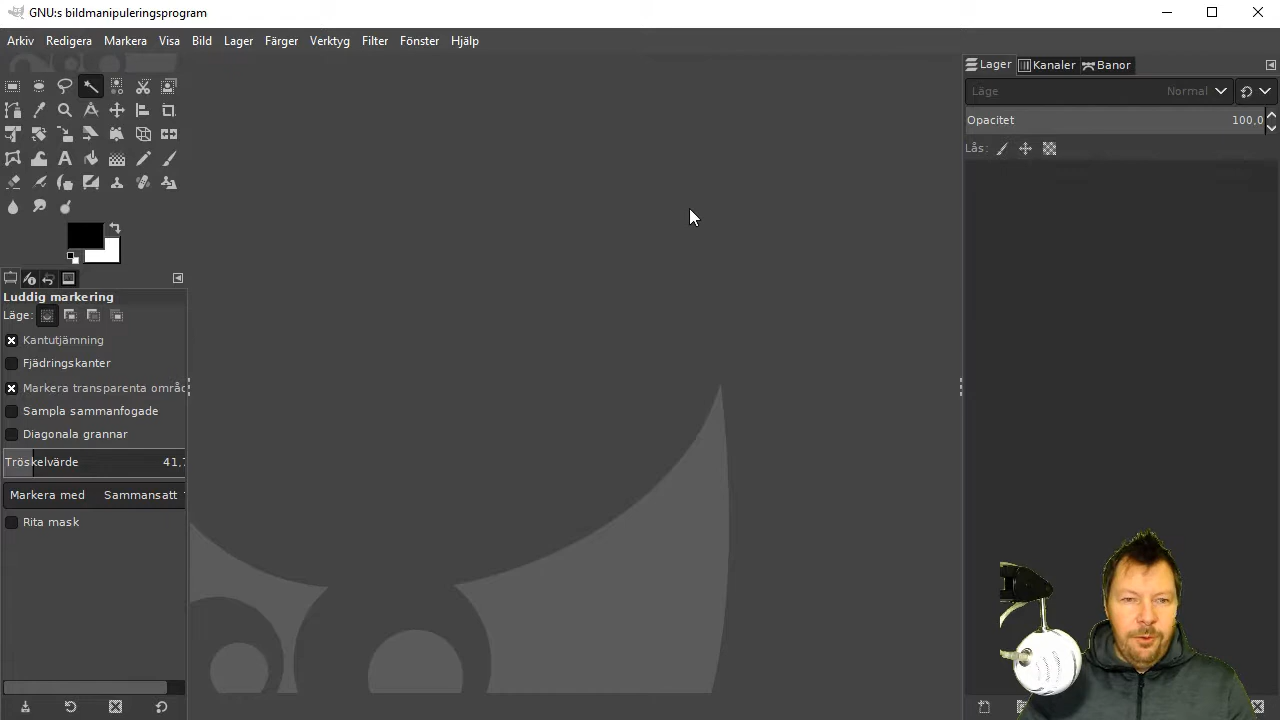 GNU:s bildmanipuleringsprogram
Arkiv Redigera Markera Visa Bild Lager Färger Verktyg Filter Fönster Hjälp
Lager Kanaler Banor
Läge Normal
Opacitet 100,0
Lås:
Luddig markering
Läge:
Kantutjämning
Fjädringskanter
Markera transparenta områd
Sampla sammanfogade
Diagonala grannar
Tröskelvärde 41,7
Markera med Sammansatt
Rita mask